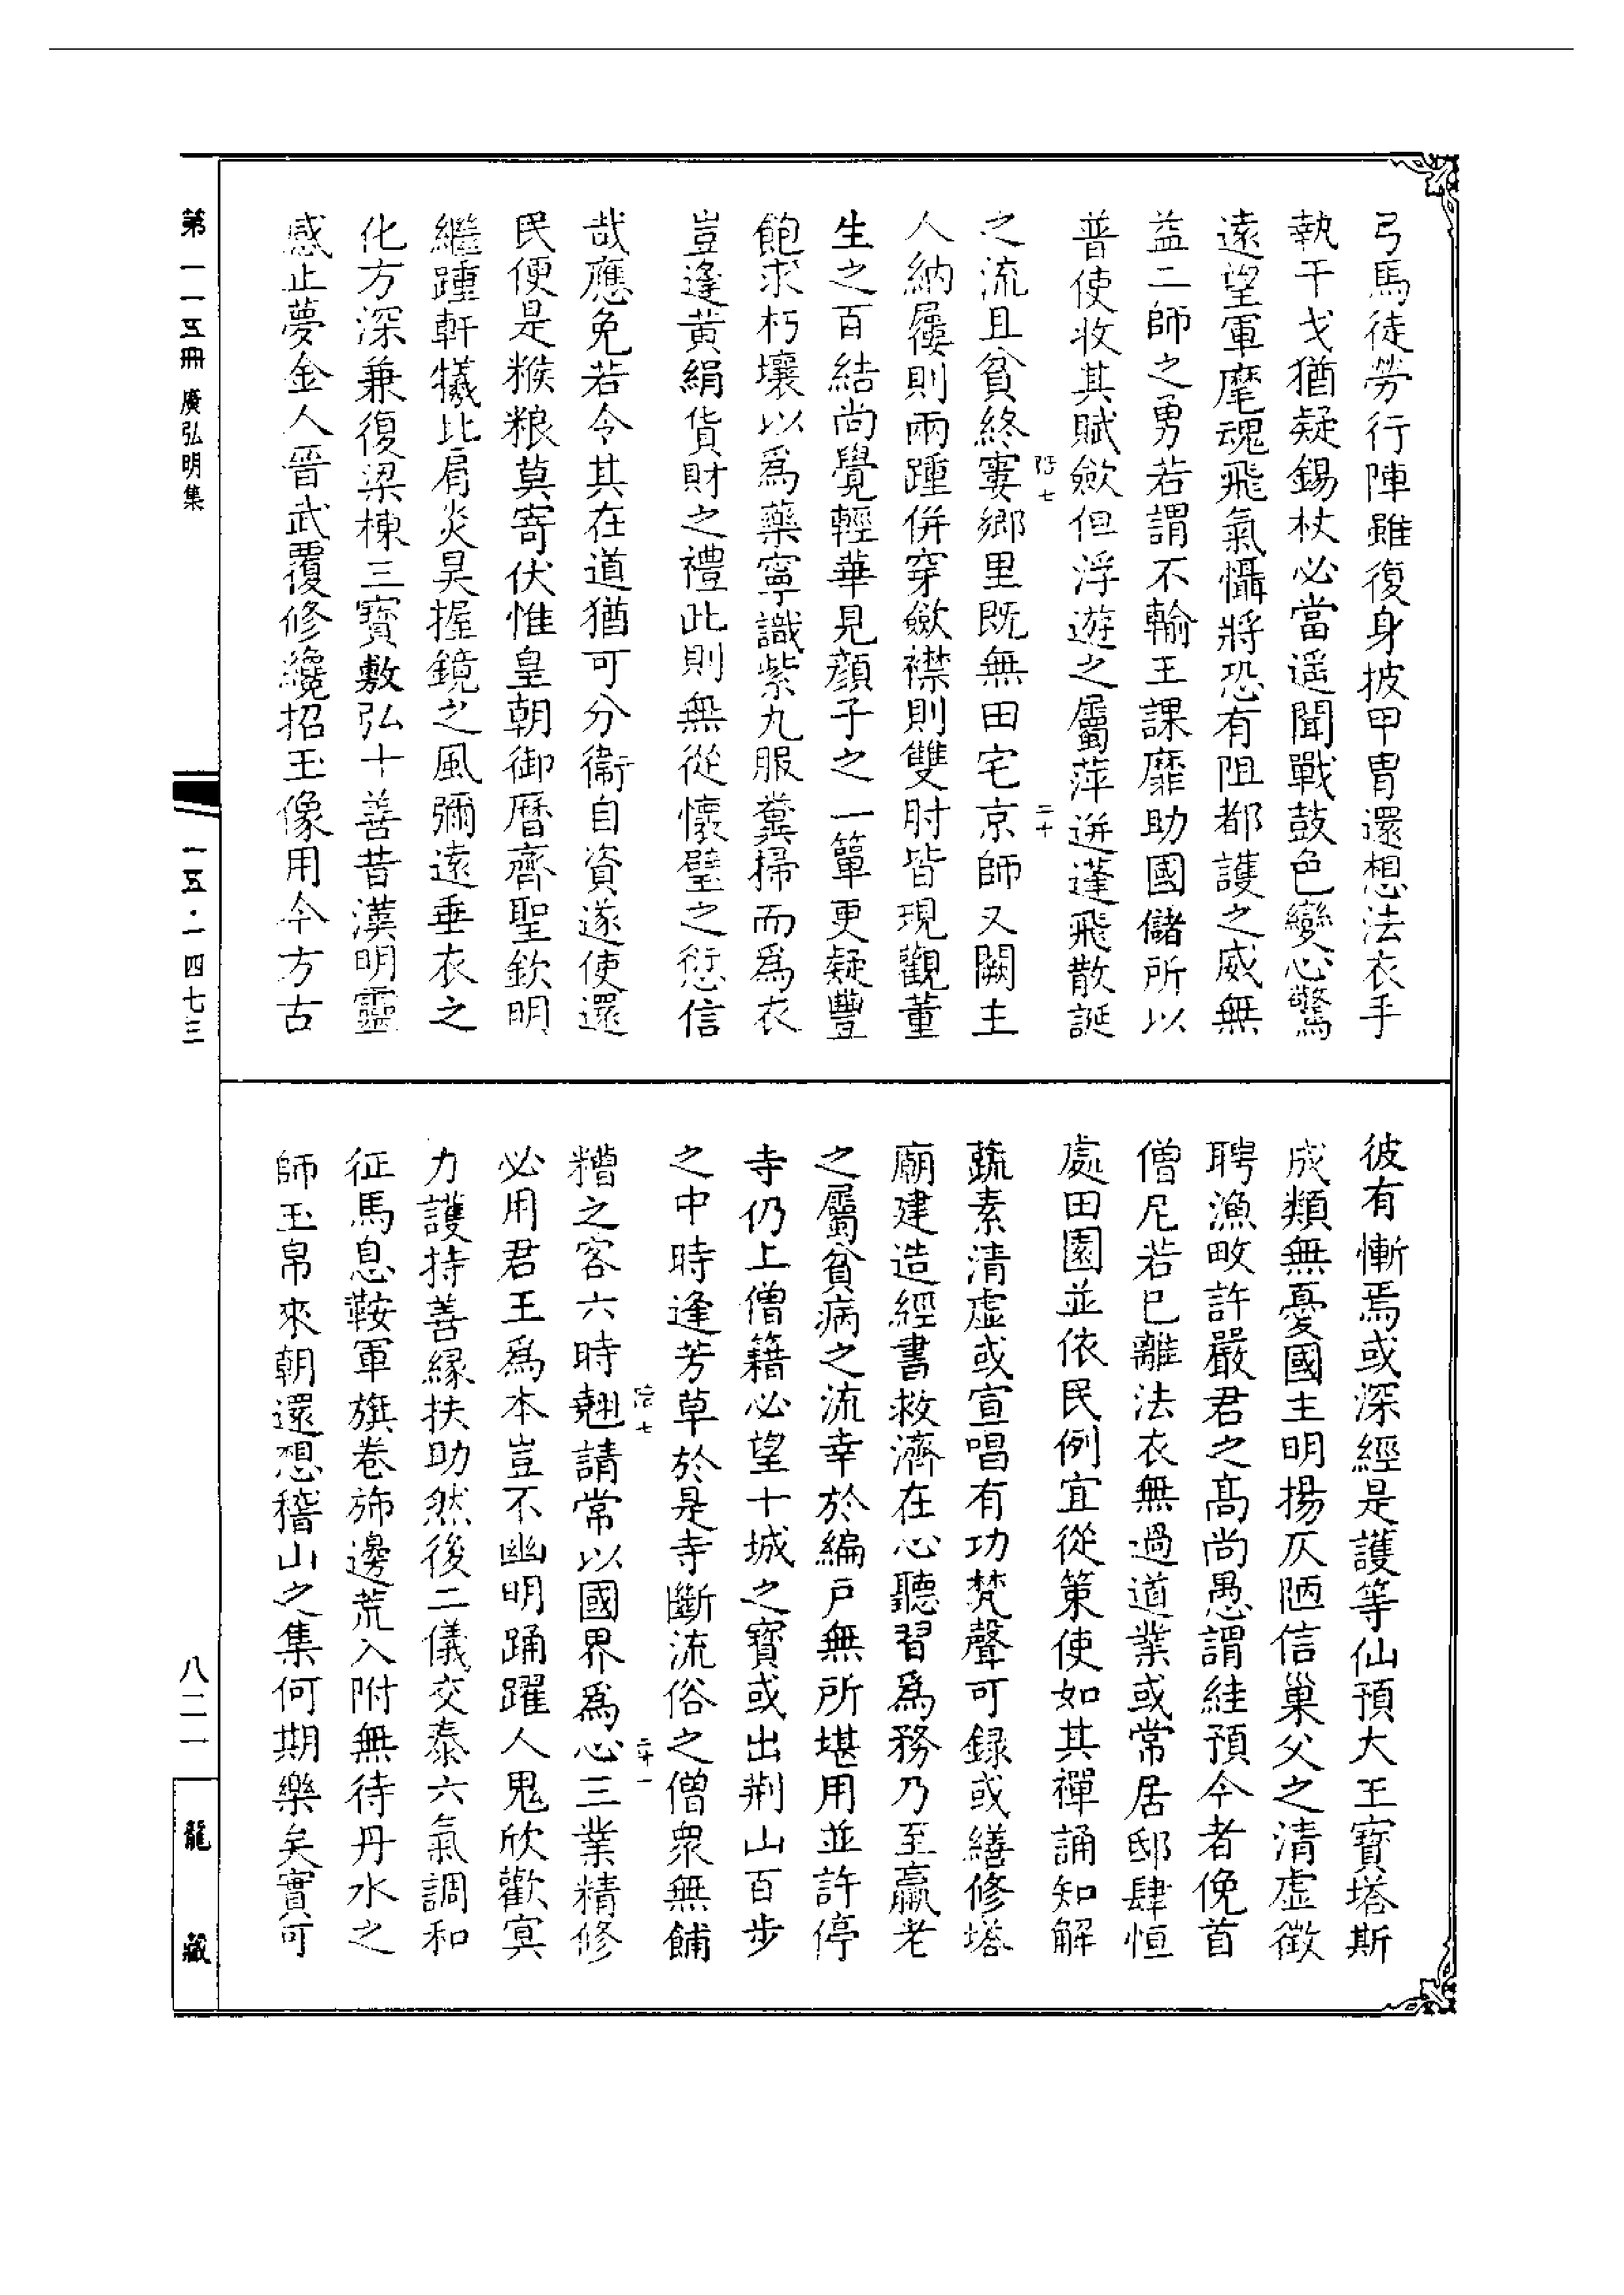 弓馬徒勞行陣雖復身披甲冑還想法衣手
執干戈猶疑錫杖必當遥聞戰鼓色變心驚
遠望軍麾魂飛氣懾將恐有阻都護之威無
益二師之勇若謂不輸王課靡助國儲所以
普使收其賦斂但浮遊之屬萍迸蓬飛散誕
之流且貧終寠鄉里既無田宅京師又闕主
人納屨則兩踵併穿斂襟則雙肘皆現觀董
生之百結尚覺輕華見顔子之一簞更疑豐
飽求朽壤以爲藥寧識紫丸服糞掃而爲衣
豈逢黄絹貨財之禮此則無從懷璧之愆信
哉應免若令其在道猶可分衞自資遂使還
民便是糇粮莫寄伏惟皇朝御曆齊聖欽明
繼踵軒犧比肩炎昊握鏡之風彌遠垂衣之
化方深兼復梁棟三寶敷弘十善昔漢明靈
感止夢金人晉武覆修纔招玉像用今方古
彼有慚焉或深經是護等仙預大王寶塔斯
成類無憂國主明揚仄陋信巢父之清虚徵
聘漁畋許嚴君之高尚愚謂絓預今者俛首
僧尼若已離法衣無過道業或常居邸肆恒
處田園並依民例宜從策使如其禪誦知解
蔬素清虚或宣唱有功梵聲可録或繕修塔
廟建造經書救濟在心聽習爲務乃至羸老
之屬貧病之流幸於編戶無所堪用並許停
寺仍上僧籍必望十城之寶或出荆山百步
之中時逢芳草於是寺斷流俗之僧衆無餔
糟之客六時翹請常以國界爲心三業精修
必用君王爲本豈不幽明踊躍人鬼欣歡冥
力護持善緣扶助然後二儀交泰六氣調和
征馬息鞍軍旗卷斾邊荒入附無待丹水之
師玉帛來朝還想稽山之集何期樂矣實可
第一一五冊 廣弘明集
一五·一四七三
八二一
龍藏